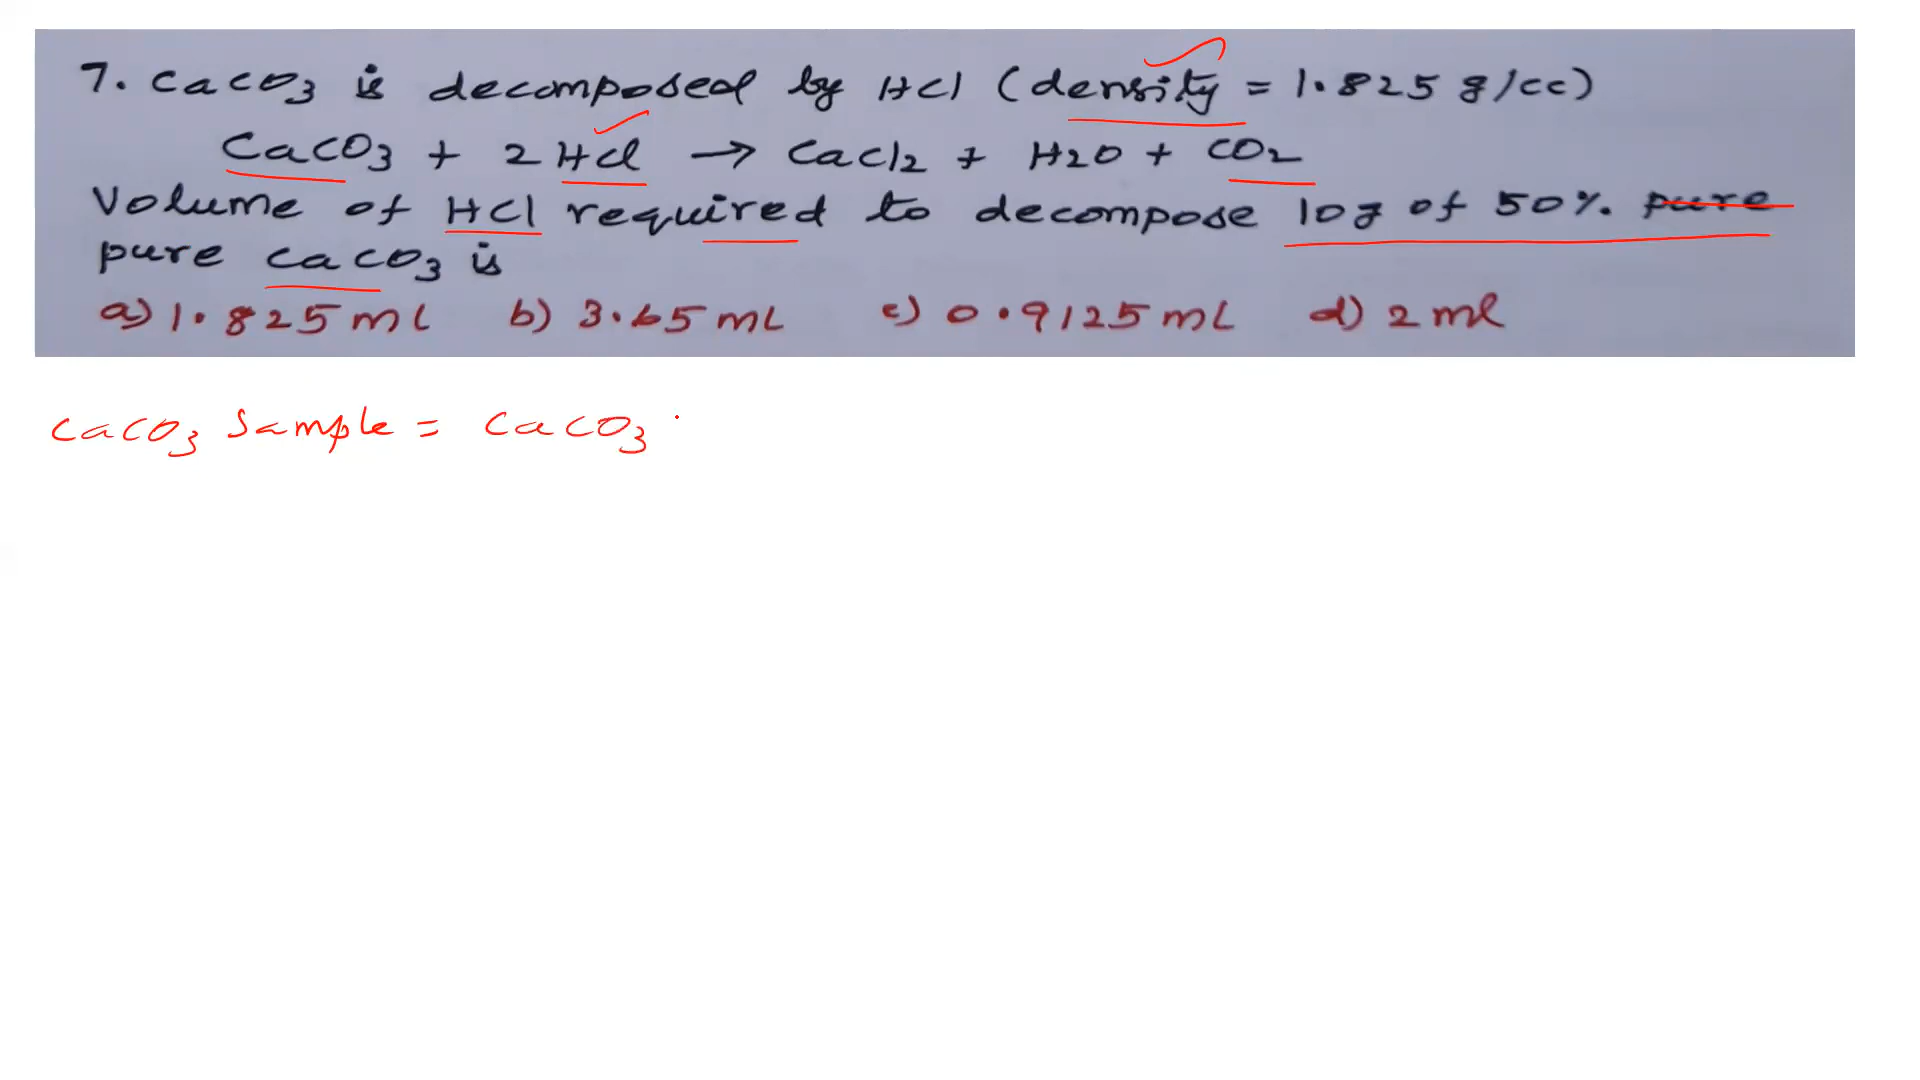 7. CaCO3 is decomposed by HCl (density = 1.825 g/cc)
CaCO3 + 2HCl → CaCl2 + H2O + CO2
Volume of HCl required to decompose 10g of 50% pure
pure CaCO3 is
a) 1.825 mL b) 3.65 mL c) 0.9125 mL d) 2 ml
CaCO3 Sample = CaCO3